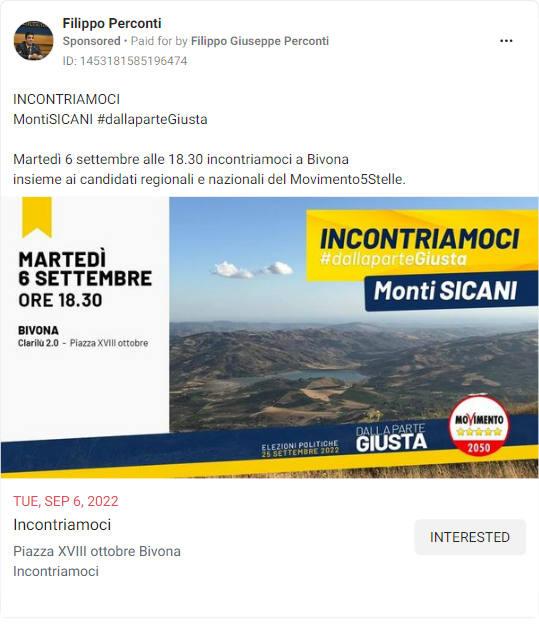 Filippo Perconti
Sponsored • Paid for by Filippo Giuseppe Perconti
ID: 1453181585196474
INCONTRIAMOCI
MontiSICANI #dallaparteGiusta
Martedì 6 settembre alle 18.30 incontriamoci a Bivona
insieme ai candidati regionali e nazionali del Movimento5Stelle.
MARTEDÌ
6 SETTEMBRE
ORE 18.30
BIVONA
Clarilù 2.0 - Piazza XVIII ottobre
INCONTRIAMOCI
#dallaparteGiusta
Monti SICANI
ELEZIONI POLITICHE
25 SETTEMBRE 2022
DALLA PARTE
GIUSTA
MOVIMENTO
2050
TUE, SEP 6, 2022
Incontriamoci
Piazza XVIII ottobre Bivona
Incontriamoci
INTERESTED